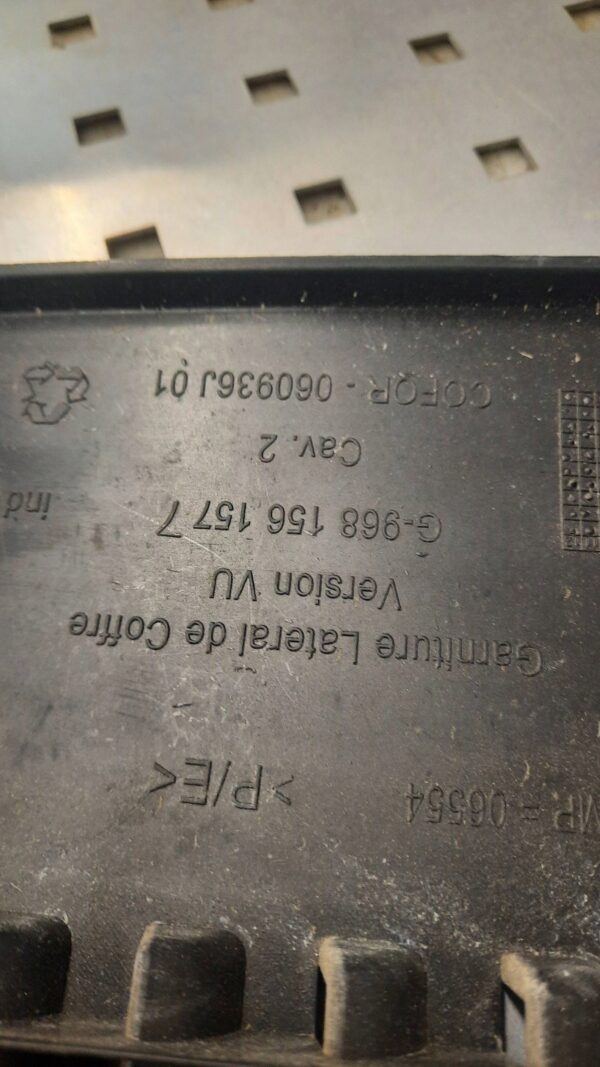 MP = 06554 >P/E<
Garniture Lateral de Coffre
Version VU
G-968 156 157 7
ind
Cav. 2
COFOR - 060936J 01